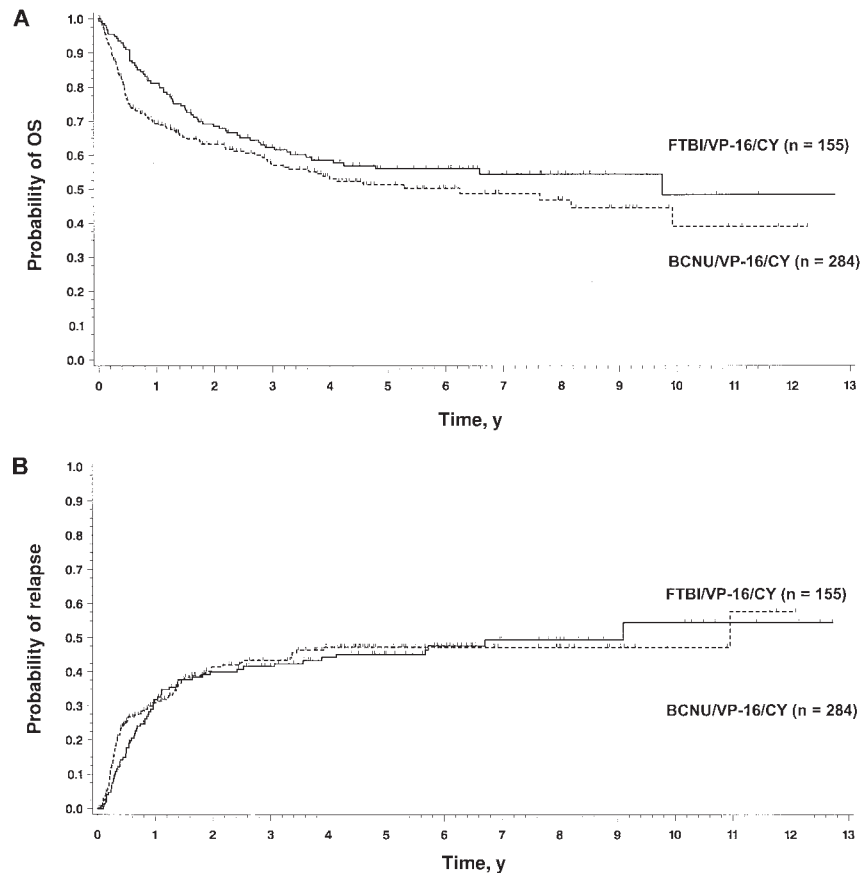 A
1.0
0.9
0.8
0.7
0.6
0.5
0.4
0.3
0.2
0.1
0.0
Probability of OS
FTBI/VP-16/CY (n = 155)
BCNU/VP-16/CY (n = 284)
0 1 2 3 4 5 6 7 8 9 10 11 12 13
Time, y
B
1.0
0.9
0.8
0.7
0.6
0.5
0.4
0.3
0.2
0.1
0.0
Probability of relapse
FTBI/VP-16/CY (n = 155)
BCNU/VP-16/CY (n = 284)
0 1 2 3 4 5 6 7 8 9 10 11 12 13
Time, y